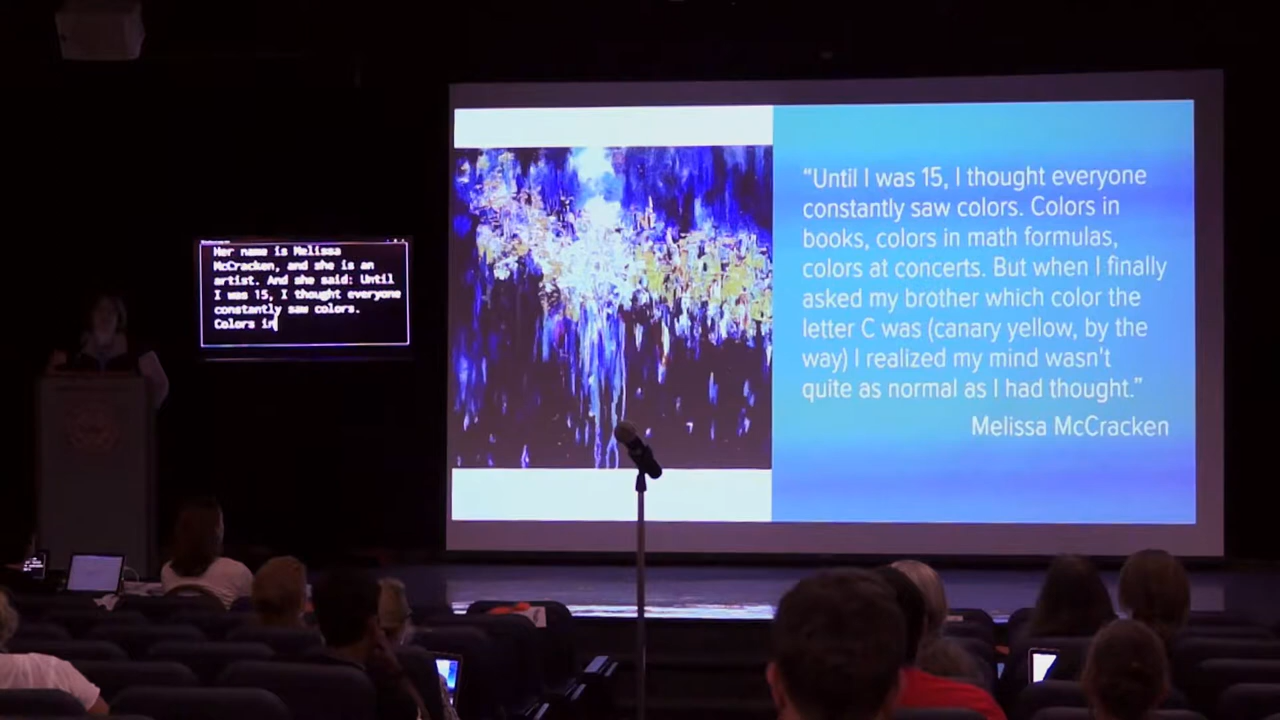 Her name is Melissa
McCracken, and she is an
artist. And she said: Until
I was 15, I thought everyone
constantly saw colors.
Colors in
“Until I was 15, I thought everyone
constantly saw colors. Colors in
books, colors in math formulas,
colors at concerts. But when I finally
asked my brother which color the
letter C was (canary yellow, by the
way) I realized my mind wasn't
quite as normal as I had thought.”
Melissa McCracken